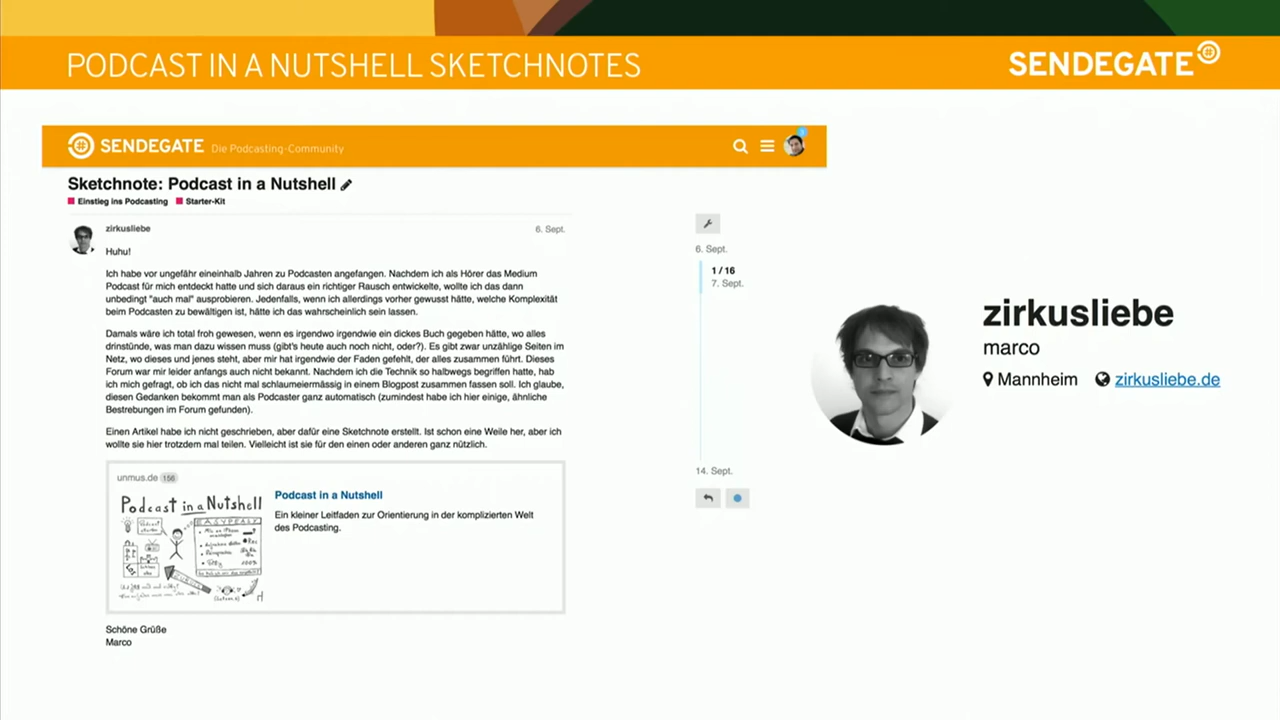 PODCAST IN A NUTSHELL SKETCHNOTES
SENDEGATE
SENDEGATE Die Podcasting-Community
Sketchnote: Podcast in a Nutshell
Einstieg ins Podcasting Starter-Kit
zirkusliebe 6. Sept.
Huhu!
Ich habe vor ungefähr eineinhalb Jahren zu Podcasten angefangen. Nachdem ich als Hörer das Medium
Podcast für mich entdeckt hatte und sich daraus ein richtiger Rausch entwickelte, wollte ich das dann
unbedingt "auch mal" ausprobieren. Jedenfalls, wenn ich allerdings vorher gewusst hätte, welche Komplexität
beim Podcasten zu bewältigen ist, hätte ich das wahrscheinlich sein lassen.
Damals wäre ich total froh gewesen, wenn es irgendwo irgendwie ein dickes Buch gegeben hätte, wo alles
drinstünde, was man dazu wissen muss (gibt's heute auch noch nicht, oder?). Es gibt zwar unzählige Seiten im
Netz, wo dieses und jenes steht, aber mir hat irgendwie der Faden gefehlt, der alles zusammen führt. Dieses
Forum war mir leider anfangs auch nicht bekannt. Nachdem ich die Technik so halbwegs begriffen hatte, hab
ich mich gefragt, ob ich das nicht mal schlaumeiermässig in einem Blogpost zusammen fassen soll. Ich glaube,
diesen Gedanken bekommt man als Podcaster ganz automatisch (zumindest habe ich hier einige, ähnliche
Bestrebungen im Forum gefunden).
Einen Artikel habe ich nicht geschrieben, aber dafür eine Sketchnote erstellt. Ist schon eine Weile her, aber ich
wollte sie hier trotzdem mal teilen. Vielleicht ist sie für den einen oder anderen ganz nützlich.
unmus.de 156
Podcast in a Nutshell
EASYPEASY
Podcast in a Nutshell
Ein kleiner Leitfaden zur Orientierung in der komplizierten Welt
des Podcasting.
Schöne Grüße
Marco
6. Sept.
1 / 16
7. Sept.
14. Sept.
zirkusliebe
marco
Mannheim zirkusliebe.de